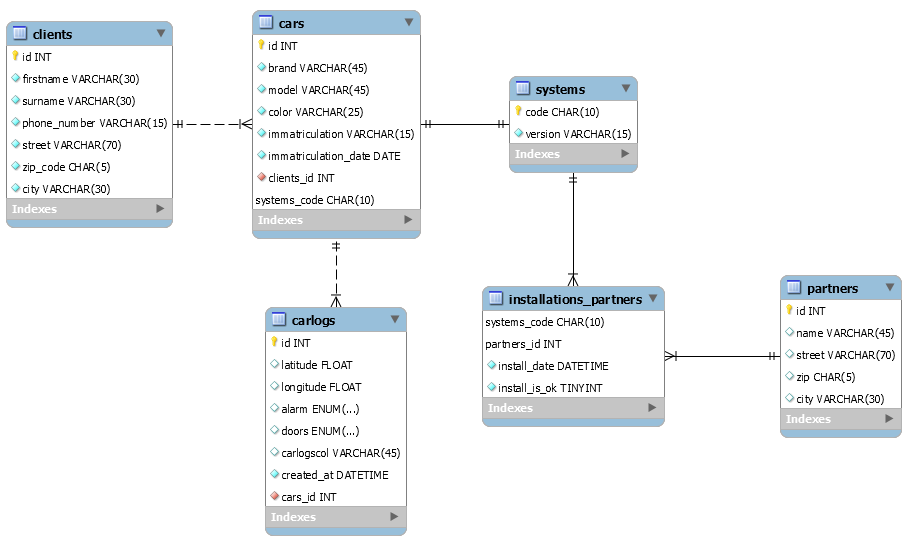 clients
id INT
firstname VARCHAR(30)
surname VARCHAR(30)
phone_number VARCHAR(15)
street VARCHAR(70)
zip_code CHAR(5)
city VARCHAR(30)
Indexes
cars
id INT
brand VARCHAR(45)
model VARCHAR(45)
color VARCHAR(25)
immatriculation VARCHAR(15)
immatriculation_date DATE
clients_id INT
systems_code CHAR(10)
Indexes
systems
code CHAR(10)
version VARCHAR(15)
Indexes
carlogs
id INT
latitude FLOAT
longitude FLOAT
alarm ENUM(...)
doors ENUM(...)
carlogscol VARCHAR(45)
created_at DATETIME
cars_id INT
Indexes
installations_partners
systems_code CHAR(10)
partners_id INT
install_date DATETIME
install_is_ok TINYINT
Indexes
partners
id INT
name VARCHAR(45)
street VARCHAR(70)
zip CHAR(5)
city VARCHAR(30)
Indexes